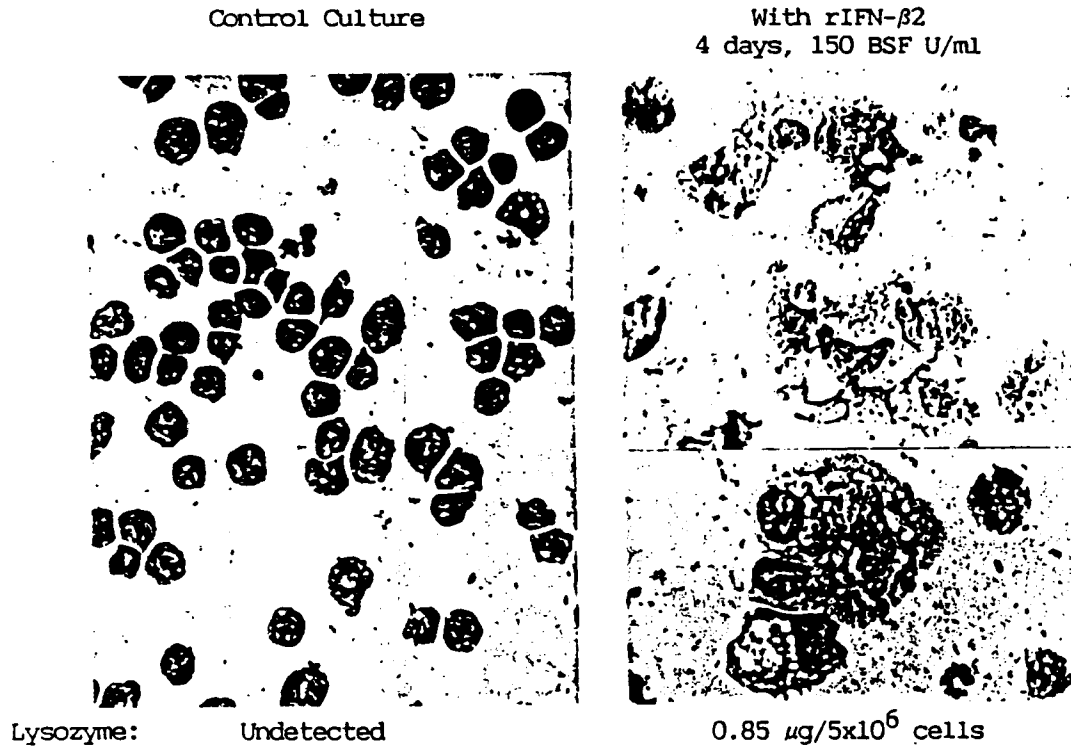 Control Culture
With rIFN-β2
4 days, 150 BSF U/ml
Lysozyme: Undetected
0.85 μg/5x10⁶ cells